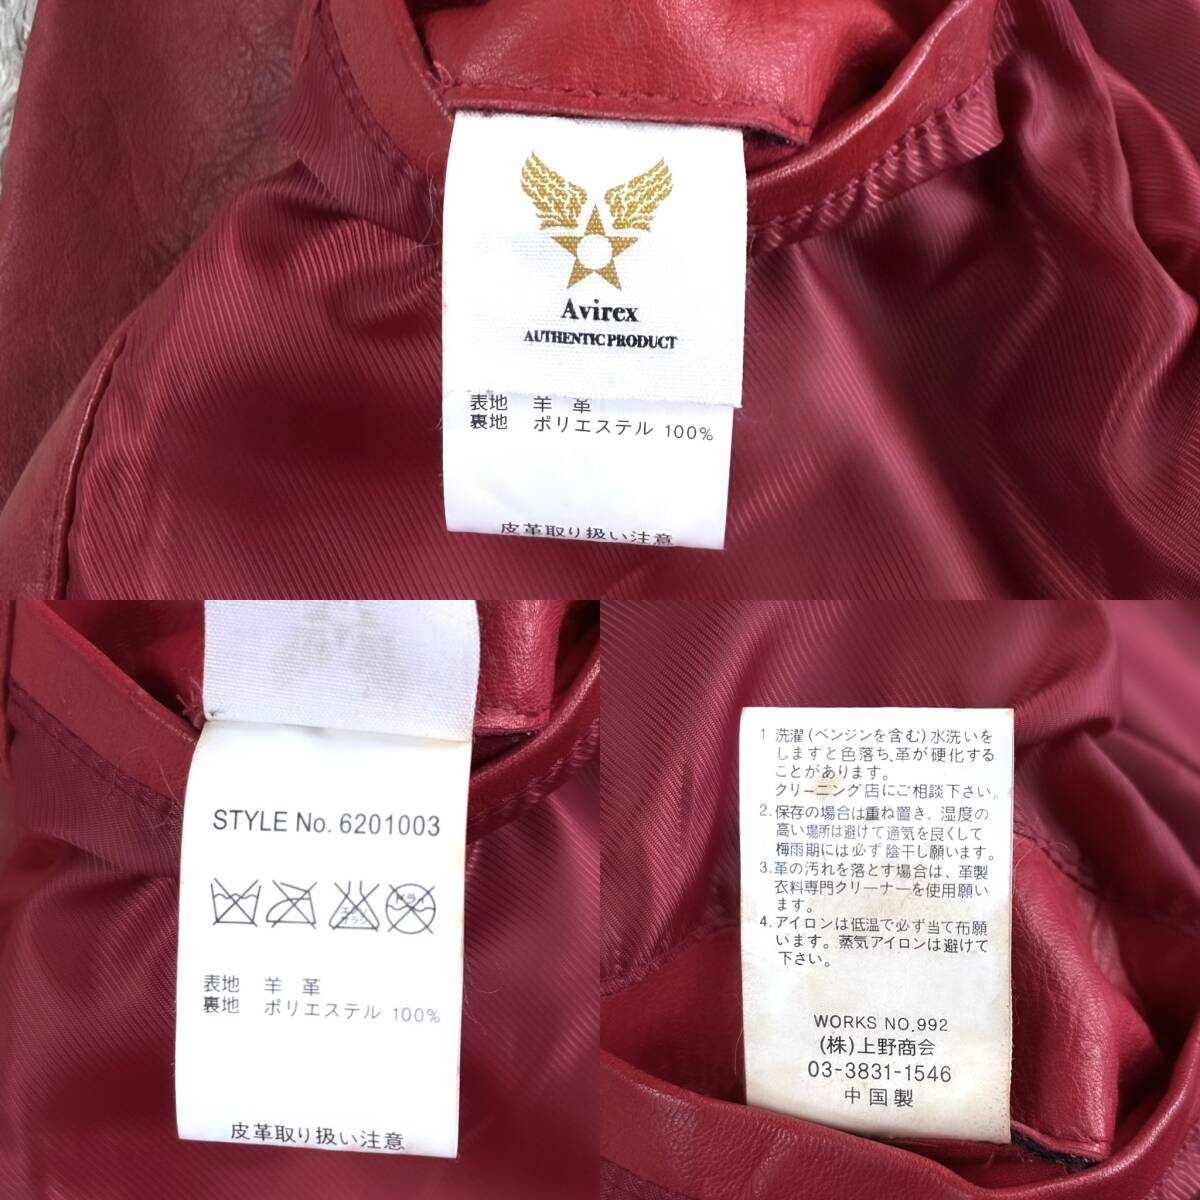 Avirex
AUTHENTIC PRODUCT
表地 羊 革
裏地 ポリエステル 100%
皮革取り扱い注意
STYLE No. 6201003
エンソ
サラシ
ドライ
表地 羊 革
裏地 ポリエステル 100%
皮革取り扱い注意
1 洗濯(ベンジンを含む)水洗いを
しますと色落ち、革が硬化する
ことがあります。
クリーニング店にご相談下さい。
2. 保存の場合は重ね置き、湿度の
高い場所は避けて通気を良くして
梅雨期には必ず陰干し願います。
3. 革の汚れを落とす場合は、革製
衣料専門クリーナーを使用願い
ます。
4. アイロンは低温で必ず当て布願
います。蒸気アイロンは避けて
下さい。
WORKS NO.992
(株)上野商会
03-3831-1546
中国製